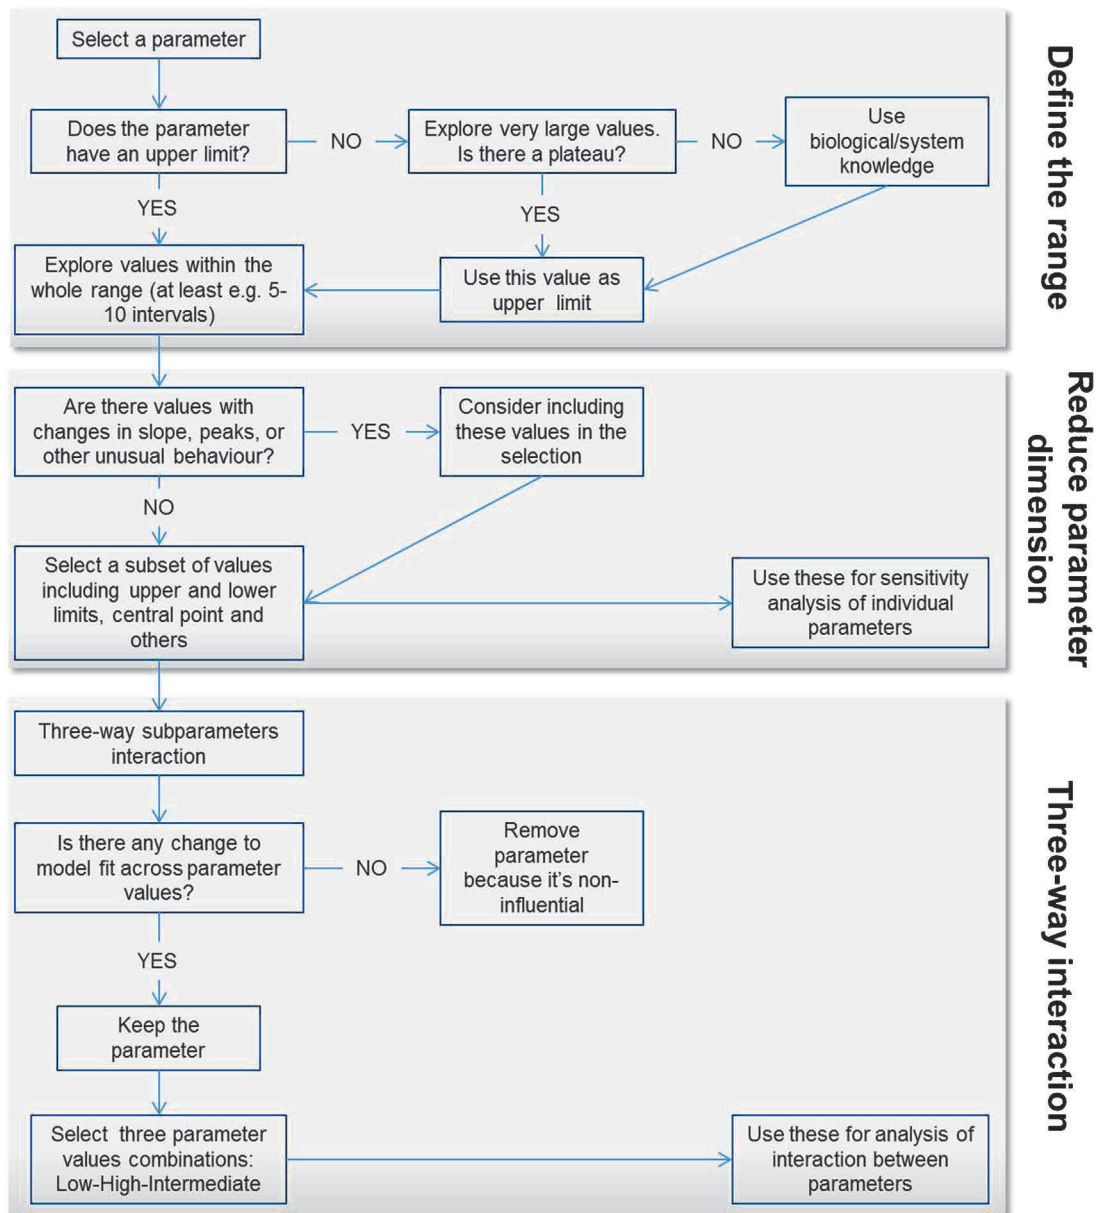 Select a parameter
Does the parameter
have an upper limit?
NO
Explore very large values.
Is there a plateau?
NO
Use
biological/system
knowledge
YES
YES
Explore values within the
whole range (at least e.g. 5-
10 intervals)
Use this value as
upper limit
Define the range
Are there values with
changes in slope, peaks, or
other unusual behaviour?
YES
Consider including
these values in the
selection
NO
Select a subset of values
including upper and lower
limits, central point and
others
Use these for sensitivity
analysis of individual
parameters
Reduce parameter
dimension
Three-way subparameters
interaction
Is there any change to
model fit across parameter
values?
NO
Remove
parameter
because it's non-
influential
YES
Keep the
parameter
Select three parameter
values combinations:
Low-High-Intermediate
Use these for analysis of
interaction between
parameters
Three-way interaction